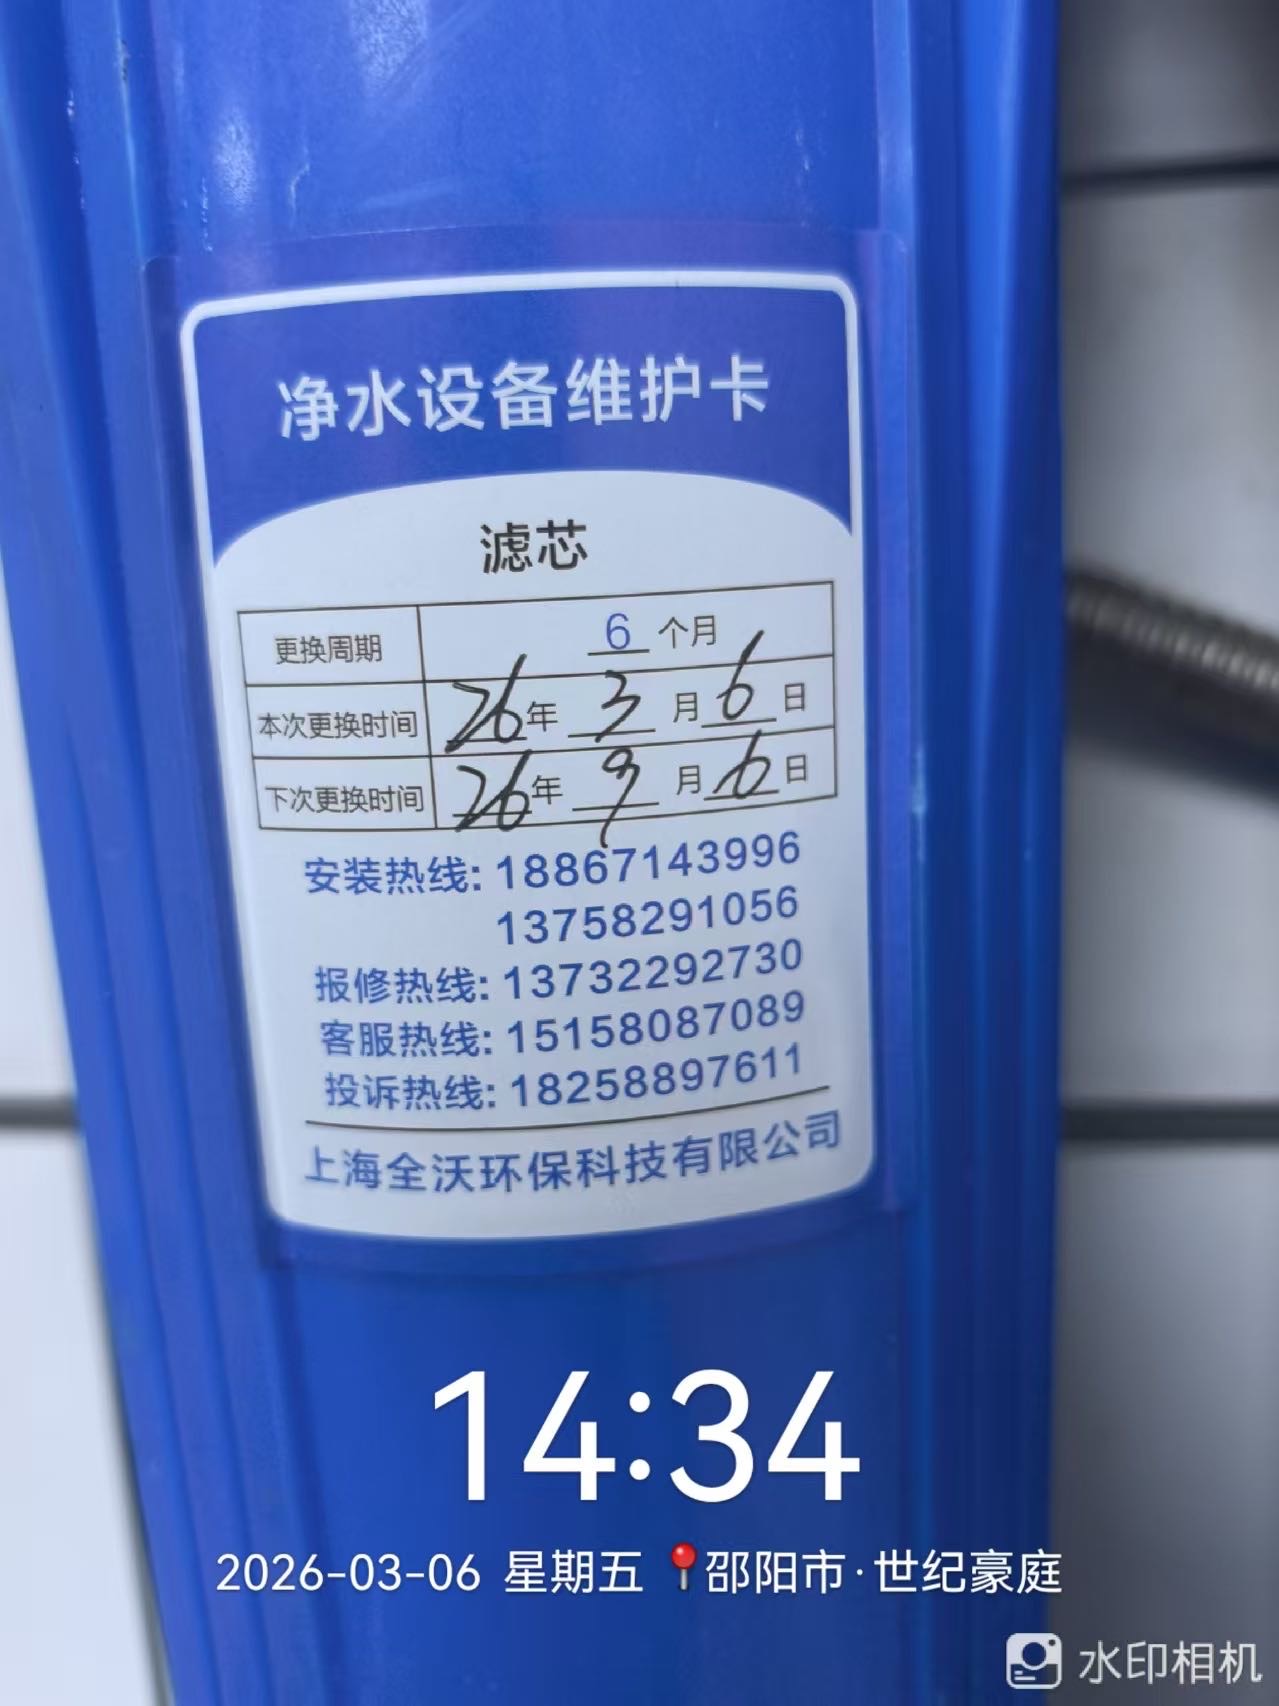 净水设备维护卡
滤芯
更换周期 6 个月
本次更换时间 26年 3 月 6 日
下次更换时间 26年 9 月 6 日
安装热线: 18867143996
13758291056
报修热线: 13732292730
客服热线: 15158087089
投诉热线: 18258897611
上海全沃环保科技有限公司
14:34
2026-03-06 星期五 📍邵阳市·世纪豪庭
水印相机